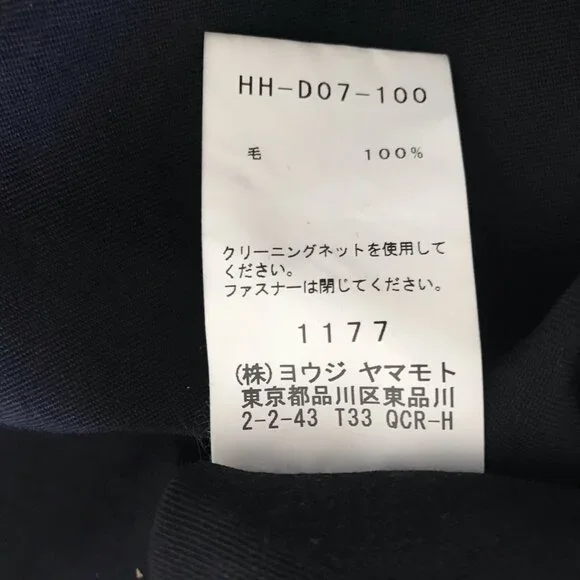 HH-D07-100
毛 100%
クリーニングネットを使用して
ください。
ファスナーは閉じてください。
1177
(株)ヨウジ ヤマモト
東京都品川区東品川
2-2-43 T33 QCR-H